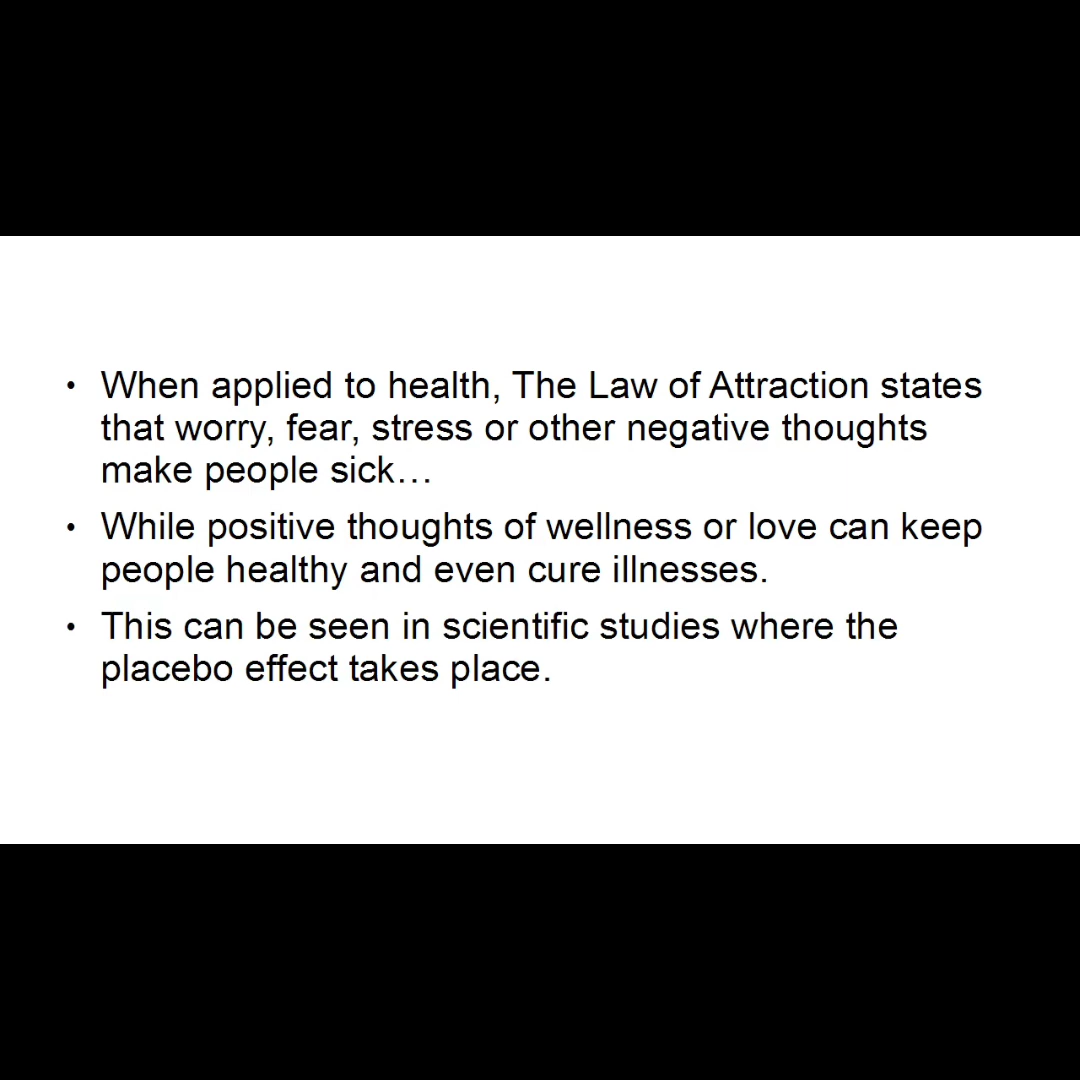 • When applied to health, The Law of Attraction states
that worry, fear, stress or other negative thoughts
make people sick…
• While positive thoughts of wellness or love can keep
people healthy and even cure illnesses.
• This can be seen in scientific studies where the
placebo effect takes place.